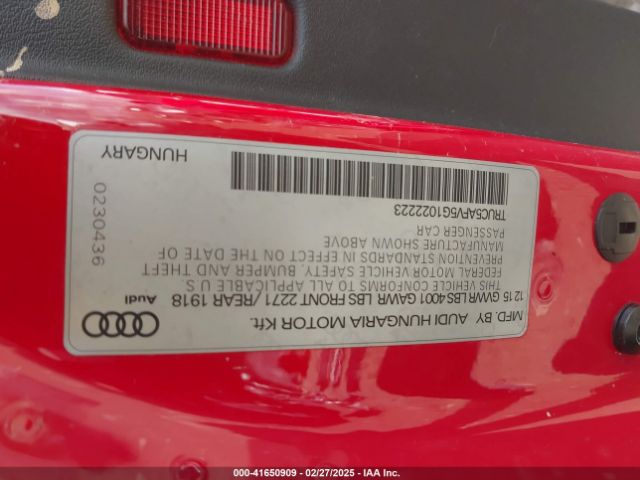 MFD. BY AUDI HUNGARIA MOTOR Kft.
1215 GVWR LBS 4001 GAWR LBS FRONT 2271/REAR 1918
Audi
THIS VEHICLE CONFORMS TO ALL APPLICABLE U.S.
FEDERAL MOTOR VEHICLE SAFETY, BUMPER AND THEFT
PREVENTION STANDARDS IN EFFECT ON THE DATE OF
MANUFACTURE SHOWN ABOVE
PASSENGER CAR
TRUC5AFV5G1022223
0230436
HUNGARY
000-41650909 - 02/27/2025 - IAA Inc.